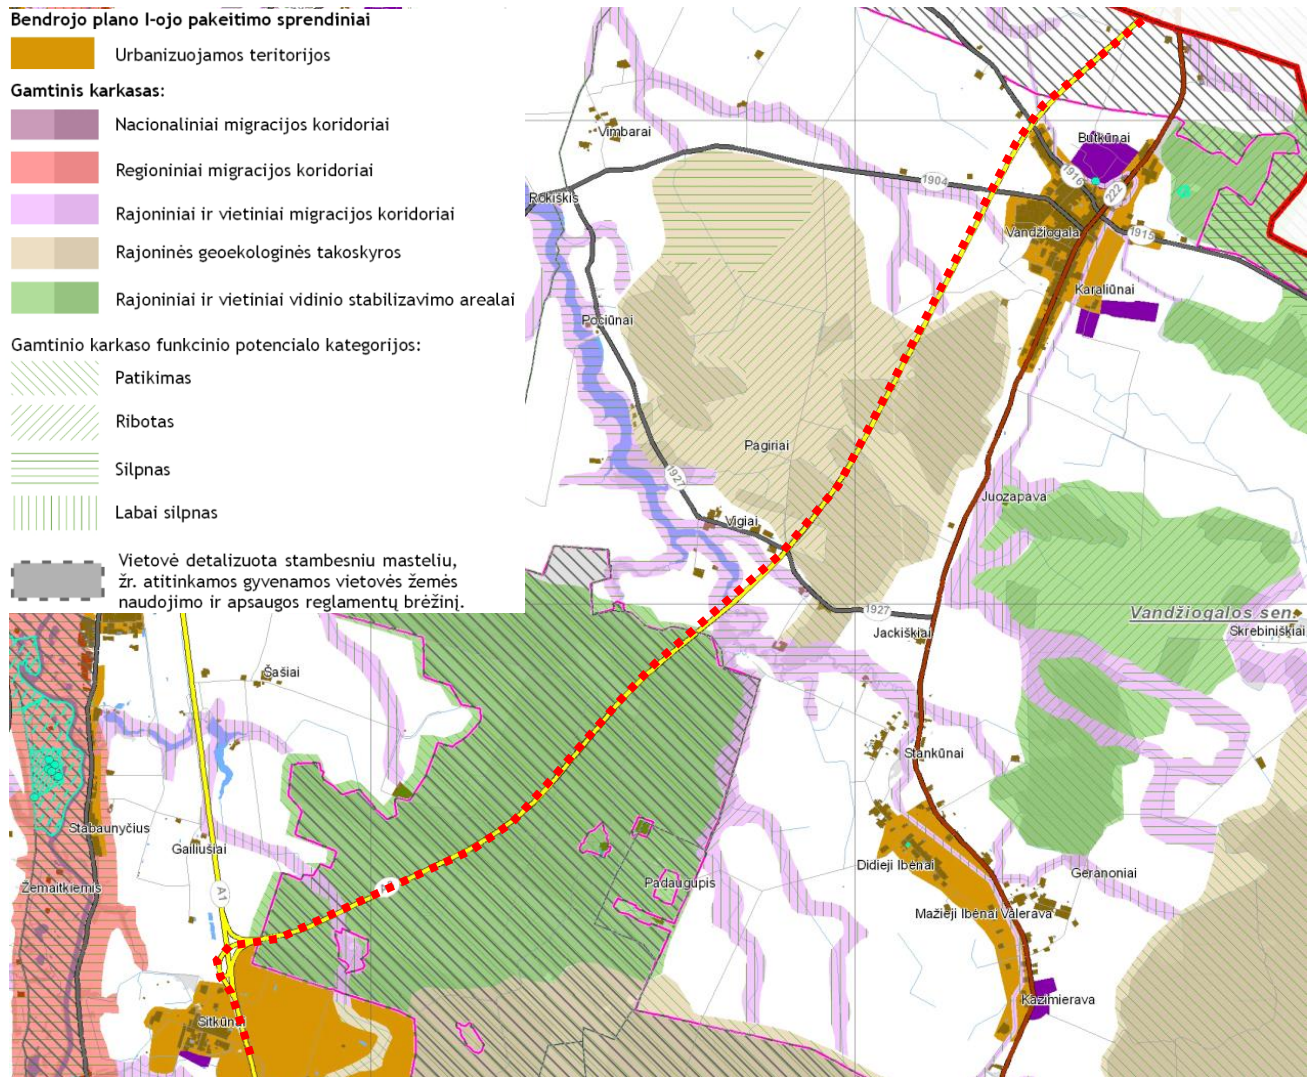 Bendrojo plano I-ojo pakeitimo sprendiniai
Urbanizuojamos teritorijos
Gamtinis karkasas:
Nacionaliniai migracijos koridoriai
Regioniniai migracijos koridoriai
Rajoniniai ir vietiniai migracijos koridoriai
Rajoninės geoekologinės takoskyros
Rajoniniai ir vietiniai vidinio stabilizavimo arealai
Gamtinio karkaso funkcinio potencialo kategorijos:
Patikimas
Ribotas
Silpnas
Labai silpnas
Vietovė detalizuota stambesniu masteliu,
žr. atitinkamos gyvenamos vietovės žemės
naudojimo ir apsaugos reglamentų brėžinį.
Vimbarai
Butkūnai
1904
1916
222
Rokiškis
Vandžiogala
1915
Karaliūnai
Pociūnai
Pagiriai
1927
Juozapava
Vigiai
1927
Jackiškiai
Vandžiogalos sen.
Skrebiniškiai
Šašiai
Stankūnai
Stabaunyčius
Gailiušiai
Didieji Ibėnai
Geranoniai
Žemaitkiemis
A1
Padaugupis
Mažieji Ibėnai Valerava
Kazimierava